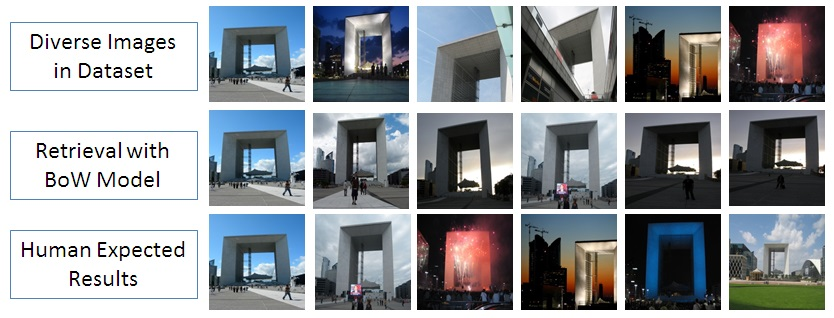 Diverse Images
in Dataset
Retrieval with
BoW Model
Human Expected
Results